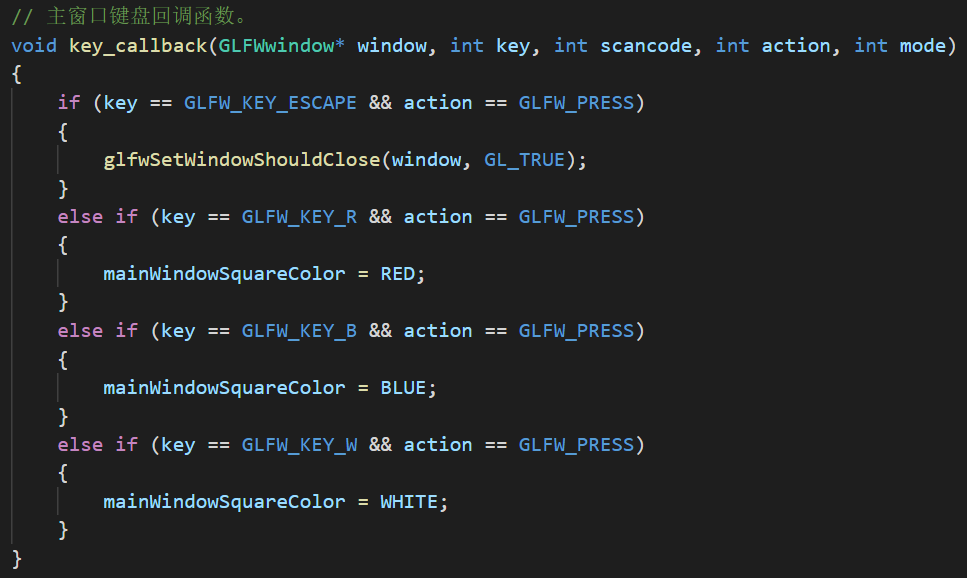 // 主窗口键盘回调函数。
void key_callback(GLFWwindow* window, int key, int scancode, int action, int mode)
{
    if (key == GLFW_KEY_ESCAPE && action == GLFW_PRESS)
    {
        glfwSetWindowShouldClose(window, GL_TRUE);
    }
    else if (key == GLFW_KEY_R && action == GLFW_PRESS)
    {
        mainWindowSquareColor = RED;
    }
    else if (key == GLFW_KEY_B && action == GLFW_PRESS)
    {
        mainWindowSquareColor = BLUE;
    }
    else if (key == GLFW_KEY_W && action == GLFW_PRESS)
    {
        mainWindowSquareColor = WHITE;
    }
}